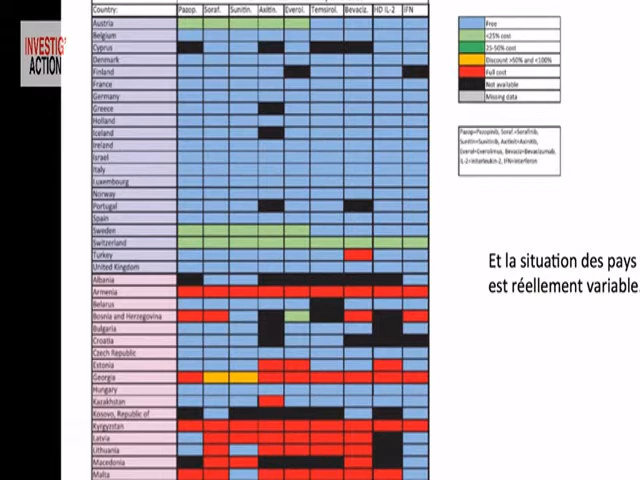 INVESTIG
ACTION
Country: Pazop. Soraf. Sunitin. Axitin. Everol. Temsirol. Bevaciz. HD IL-2 IFN
Austria
Belgium
Cyprus
Denmark
Finland
France
Germany
Greece
Holland
Iceland
Ireland
Israel
Italy
Luxembourg
Norway
Portugal
Spain
Sweden
Switzerland
Turkey
United Kingdom
Albania
Armenia
Belarus
Bosnia and Herzegovina
Bulgaria
Croatia
Czech Republic
Estonia
Georgia
Hungary
Kazakhstan
Kosovo, Republic of
Kyrgyzstan
Latvia
Lithuania
Macedonia
Malta
Free
<25% cost
25-50% cost
Discount >50% and <100%
Full cost
Not available
Missing data
Pazop=Pazopinib, Soraf.=Sorafinib,
Sunitin=Sunitinib, Axitinit=Axinitib,
Everol=Everolimus, Bevaciz=Bevacizumab,
IL-2=Interleukin-2, IFN=Interferon
Et la situation des pays
est réellement variable.